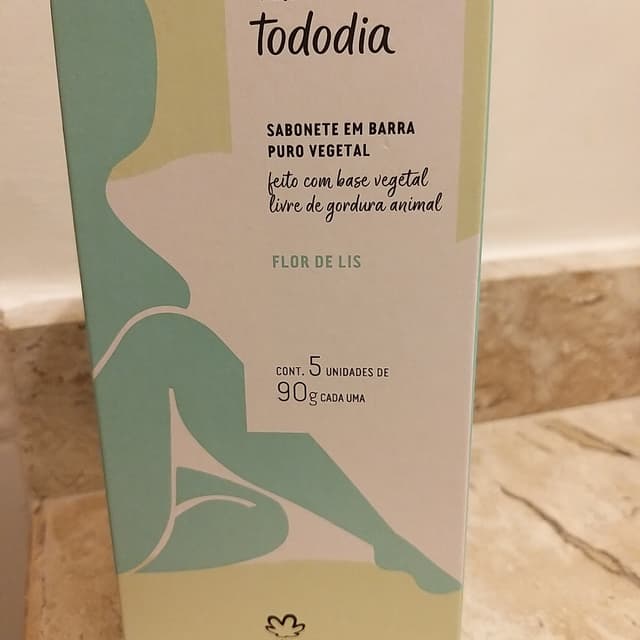 tododia
SABONETE EM BARRA
PURO VEGETAL
feito com base vegetal
livre de gordura animal
FLOR DE LIS
CONT. 5 UNIDADES DE
90g CADA UMA